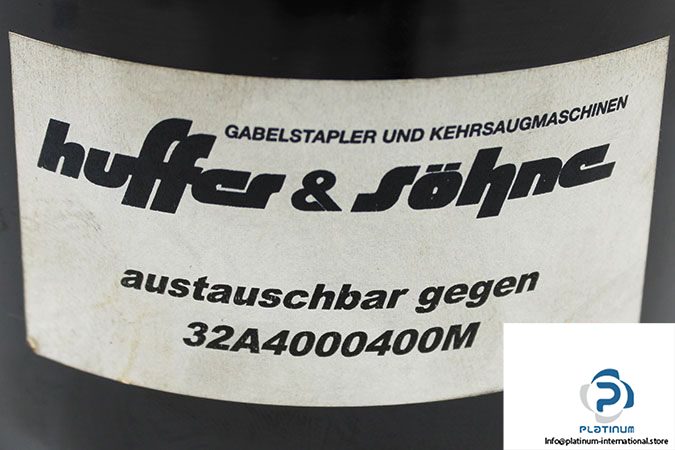 GABELSTAPLER UND KEHRSAUGMASCHINEN
huffer & söhne
austauschbar gegen
32A4000400M
PLATINUM
Info@platinum-international.store